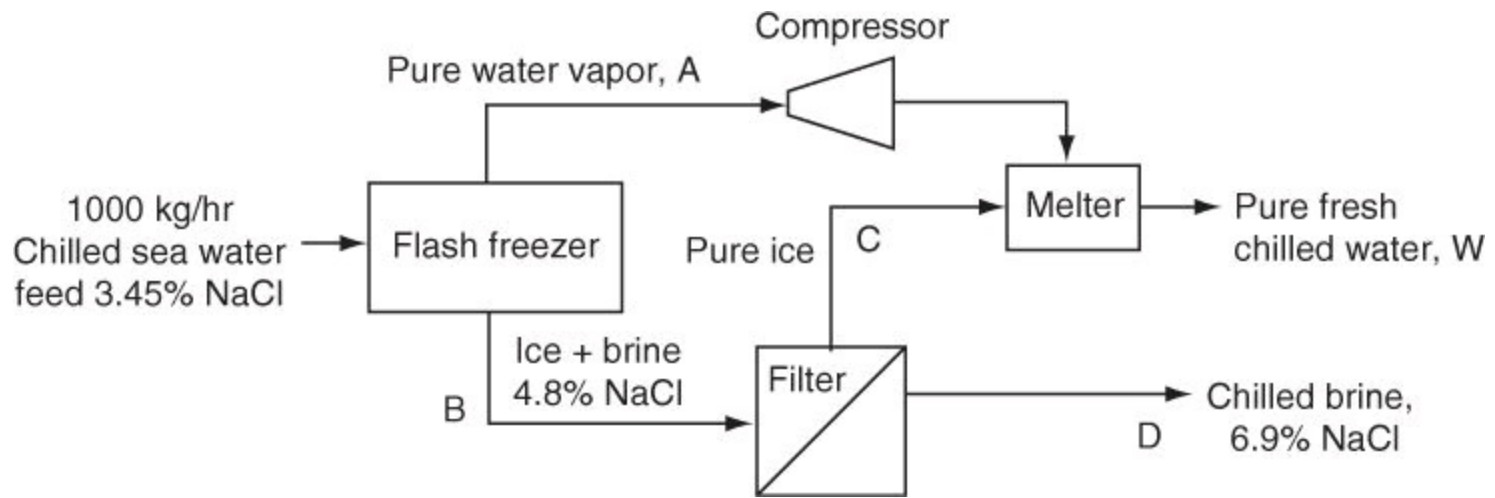 Compressor
Pure water vapor, A
1000 kg/hr
Chilled sea water
feed 3.45% NaCl
Flash freezer
Melter
Pure fresh
chilled water, W
Pure ice
C
Ice + brine
4.8% NaCl
B
Filter
D
Chilled brine,
6.9% NaCl